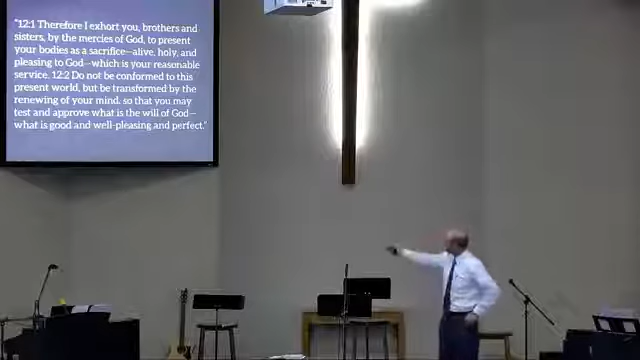 "12:1 Therefore I exhort you, brothers and
sisters, by the mercies of God, to present
your bodies as a sacrifice—alive, holy, and
pleasing to God—which is your reasonable
service. 12:2 Do not be conformed to this
present world, but be transformed by the
renewing of your mind, so that you may
test and approve what is the will of God—
what is good and well-pleasing and perfect."